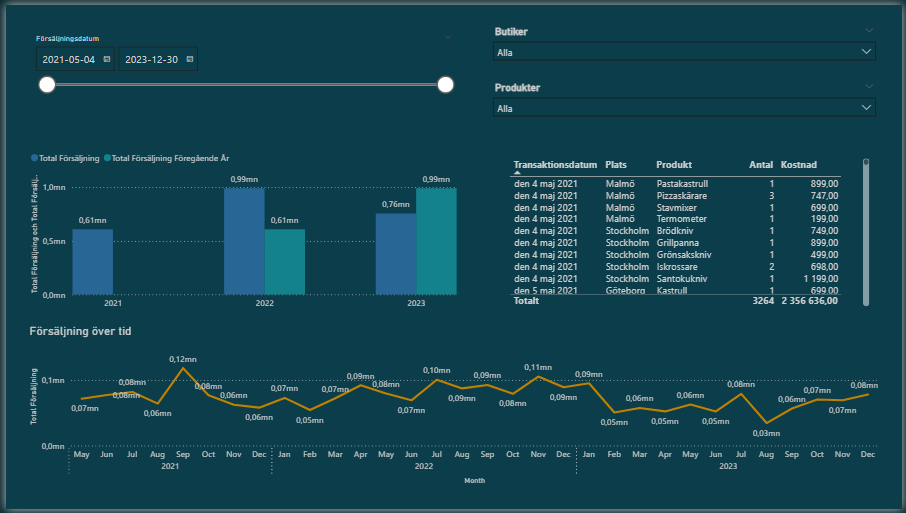 Försäljningsdatum
2021-05-04 2023-12-30
Butiker
Alla
Produkter
Alla
Total Försäljning Total Försäljning Föregående År
Total Försäljning och Total Försälj...
1,0mn
0,5mn
0,0mn
0,61mn
0,99mn
0,61mn
0,76mn
0,99mn
2021 2022 2023
Transaktionsdatum Plats Produkt Antal Kostnad
den 4 maj 2021 Malmö Pastakastrull 1 899,00
den 4 maj 2021 Malmö Pizzaskärare 3 747,00
den 4 maj 2021 Malmö Stavmixer 1 699,00
den 4 maj 2021 Malmö Termometer 1 199,00
den 4 maj 2021 Stockholm Brödkniv 1 749,00
den 4 maj 2021 Stockholm Grillpanna 1 899,00
den 4 maj 2021 Stockholm Grönsakskniv 1 499,00
den 4 maj 2021 Stockholm Iskrossare 2 698,00
den 4 maj 2021 Stockholm Santokukniv 1 1 199,00
den 5 maj 2021 Göteborg Kastrull 1 699,00
Totalt 3264 2 356 636,00
Försäljning över tid
Total Försäljning
0,1mn
0,0mn
0,07mn
0,08mn
0,08mn
0,06mn
0,12mn
0,08mn
0,06mn
0,06mn
0,07mn
0,05mn
0,07mn
0,09mn
0,08mn
0,07mn
0,10mn
0,09mn
0,09mn
0,08mn
0,11mn
0,09mn
0,09mn
0,05mn
0,06mn
0,05mn
0,06mn
0,05mn
0,08mn
0,03mn
0,06mn
0,07mn
0,07mn
0,08mn
May Jun Jul Aug Sep Oct Nov Dec Jan Feb Mar Apr May Jun Jul Aug Sep Oct Nov Dec Jan Feb Mar Apr May Jun Jul Aug Sep Oct Nov Dec
2021 2022 2023
Month